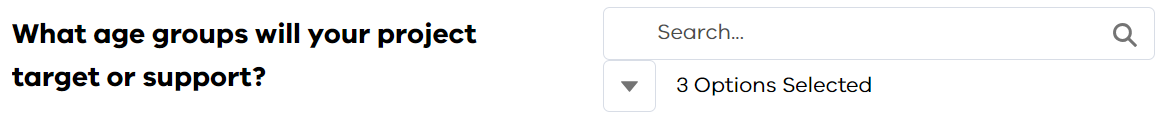 What age groups will your project
target or support?
Search...
3 Options Selected